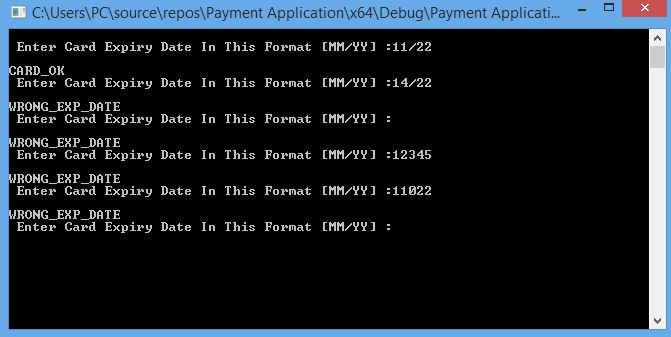 C:\Users\PC\source\repos\Payment Application\x64\Debug\Payment Applicati...
Enter Card Expiry Date In This Format [MM/YY] :11/22
CARD_OK
Enter Card Expiry Date In This Format [MM/YY] :14/22
WRONG_EXP_DATE
Enter Card Expiry Date In This Format [MM/YY] :
WRONG_EXP_DATE
Enter Card Expiry Date In This Format [MM/YY] :12345
WRONG_EXP_DATE
Enter Card Expiry Date In This Format [MM/YY] :11022
WRONG_EXP_DATE
Enter Card Expiry Date In This Format [MM/YY] :